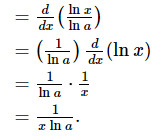 = d/dx (ln x / ln a)
= (1 / ln a) d/dx (ln x)
= 1/ln a · 1/x
= 1/(x ln a).